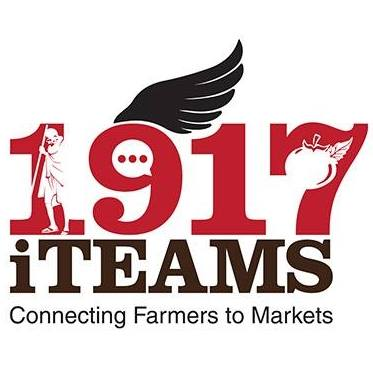 1917
iTEAMS
Connecting Farmers to Markets